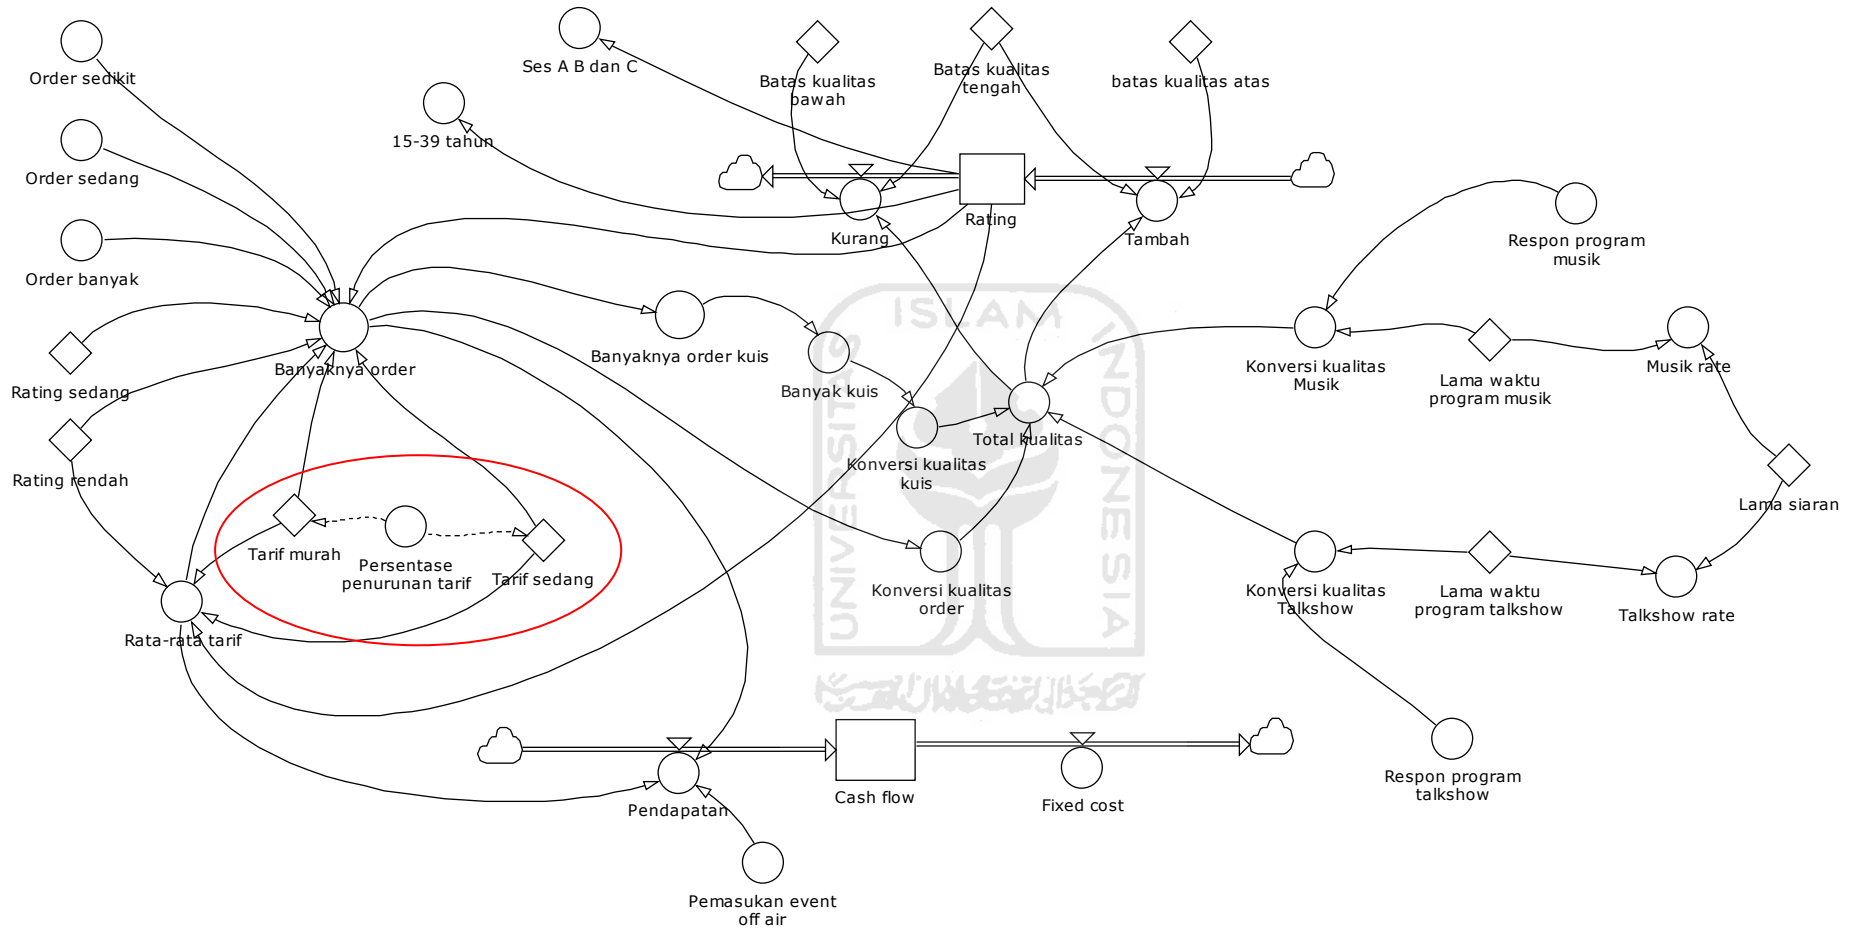 Order sedikit
Order sedang
Order banyak
Rating sedang
Rating rendah
Ses A B dan C
15-39 tahun
Batas kualitas
bawah
Batas kualitas
tengah
batas kualitas atas
Kurang
Rating
Tambah
Respon program
musik
Banyaknya order
Banyaknya order kuis
Banyak kuis
Konversi kualitas
kuis
Total kualitas
Konversi kualitas
Musik
Lama waktu
program musik
Musik rate
Lama siaran
Tarif murah
Persentase
penurunan tarif
Tarif sedang
Rata-rata tarif
Konversi kualitas
order
Konversi kualitas
Talkshow
Lama waktu
program talkshow
Talkshow rate
Respon program
talkshow
Pendapatan
Cash flow
Fixed cost
Pemasukan event
off air
UNIVERSITAS
ISLAM
INDONESIA